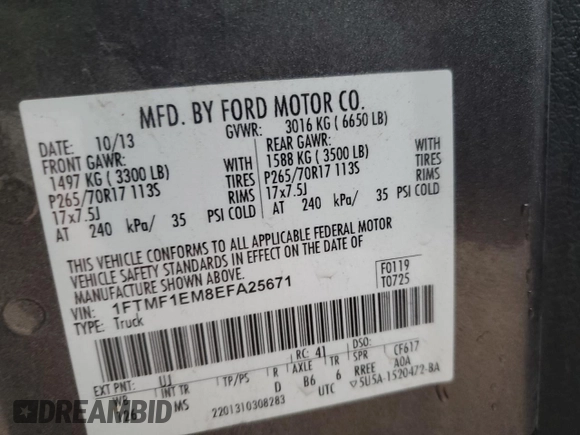 MFD. BY FORD MOTOR CO.
DATE: 10/13 GVWR: 3016 KG ( 6650 LB)
FRONT GAWR: REAR GAWR:
1497 KG ( 3300 LB) WITH 1588 KG ( 3500 LB) WITH
P265/70R17 113S TIRES P265/70R17 113S TIRES
17x7.5J RIMS 17x7.5J RIMS
AT 240 kPa/ 35 PSI COLD AT 240 kPa/ 35 PSI COLD
THIS VEHICLE CONFORMS TO ALL APPLICABLE FEDERAL MOTOR
VEHICLE SAFETY STANDARDS IN EFFECT ON THE DATE OF
MANUFACTURE SHOWN ABOVE.
VIN: 1FTMF1EM8EFA25671 F0119
TYPE: Truck T0725
EXT PNT: UJ RC: 41 DSO:
INT TR TP/PS R AXLE TR SPR CF617
MS D B6 6 RREE A0A
2201310308283 UTC 5U5A-1520472-BA
DREAMBID